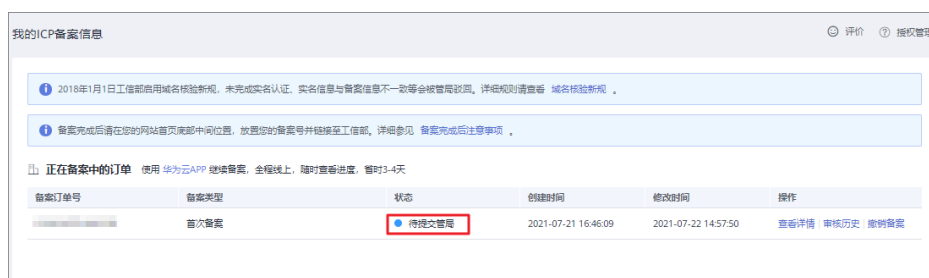 我的ICP备案信息
评价 授权管理
2018年1月1日工信部启用域名核验新规，未完成实名认证、实名信息与备案信息不一致等会被管局驳回。详细规则请查看 域名核验新规 。
备案完成后请在您的网站首页底部中间位置，放置您的备案号并链接至工信部。详细参见 备案完成后注意事项 。
正在备案中的订单 使用 华为云APP 继续备案，全程线上，随时查看进度，暂时3-4天
备案订单号 备案类型 状态 创建时间 修改时间 操作
首次备案 待提交管局 2021-07-21 16:46:09 2021-07-22 14:57:50 查看详情 审核历史 撤销备案